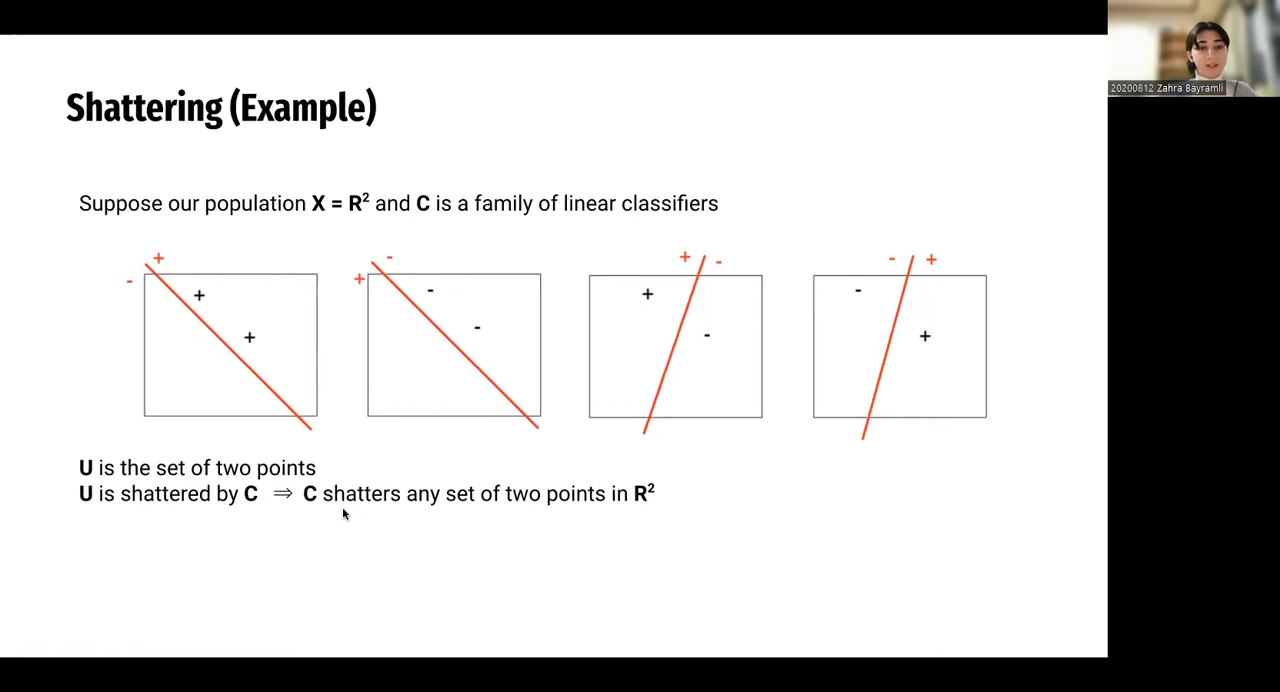 20200812 Zahra Bayramli
Shattering (Example)
Suppose our population X = R² and C is a family of linear classifiers
+ - + -
- + - +
+ - + -
+ - - +
U is the set of two points
U is shattered by C ⇒ C shatters any set of two points in R²